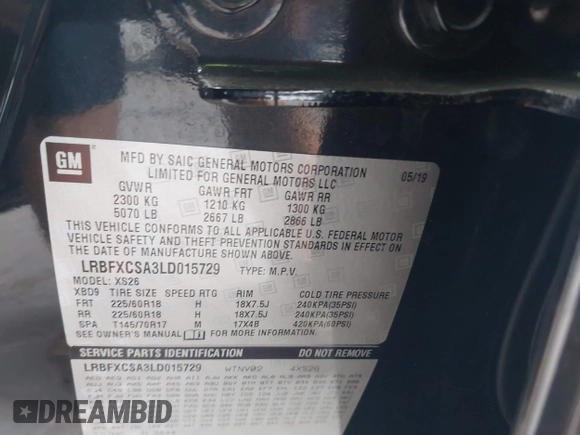 GM
MFD BY SAIC GENERAL MOTORS CORPORATION
LIMITED FOR GENERAL MOTORS LLC
05/19
GVWR GAWR FRT GAWR RR
2300 KG 1210 KG 1300 KG
5070 LB 2667 LB 2866 LB
THIS VEHICLE CONFORMS TO ALL APPLICABLE U.S. FEDERAL MOTOR
VEHICLE SAFETY AND THEFT PREVENTION STANDARDS IN EFFECT ON
THE DATE OF MANUFACTURE SHOWN ABOVE.
LRBFXCSA3LD015729 TYPE: M.P.V.
MODEL: XS26
XBD9 TIRE SIZE SPEED RTG RIM COLD TIRE PRESSURE
FRT 225/60R18 H 18X7.5J 240KPA(35PSI)
RR 225/60R18 H 18X7.5J 240KPA(35PSI)
SPA T145/70R17 M 17X4B 420KPA(60PSI)
SEE OWNER'S MANUAL FOR MORE INFORMATION.
SERVICE PARTS IDENTIFICATION DO NOT REMOVE
LRBFXCSA3LD015729 WTNV02 4XS26
DREAMBID